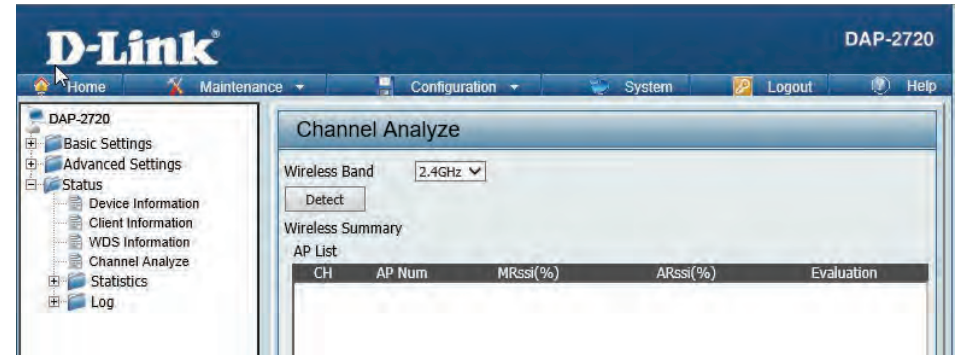 D-Link®
DAP-2720
Home Maintenance Configuration System Logout Help
DAP-2720
Basic Settings
Advanced Settings
Status
Device Information
Client Information
WDS Information
Channel Analyze
Statistics
Log
Channel Analyze
Wireless Band 2.4GHz
Detect
Wireless Summary
AP List
CH AP Num MRssi(%) ARssi(%) Evaluation